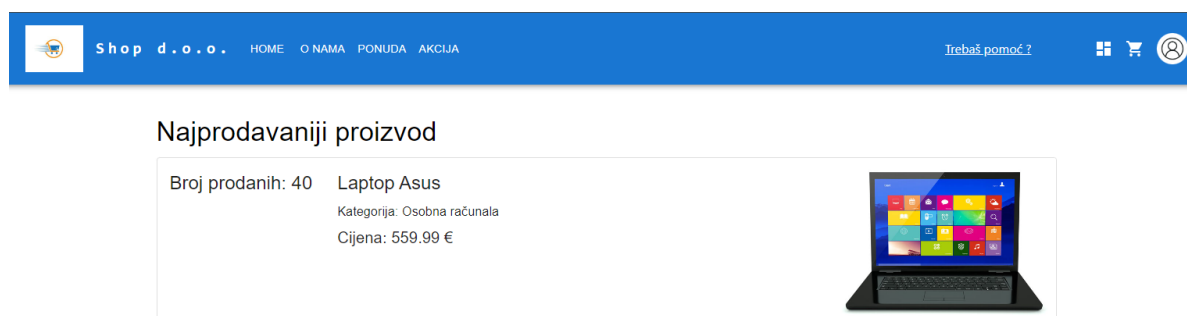 Shop d.o.o. HOME O NAMA PONUDA AKCIJA Trebaš pomoć ?
Najprodavaniji proizvod
Broj prodanih: 40 Laptop Asus
Kategorija: Osobna računala
Cijena: 559.99 €